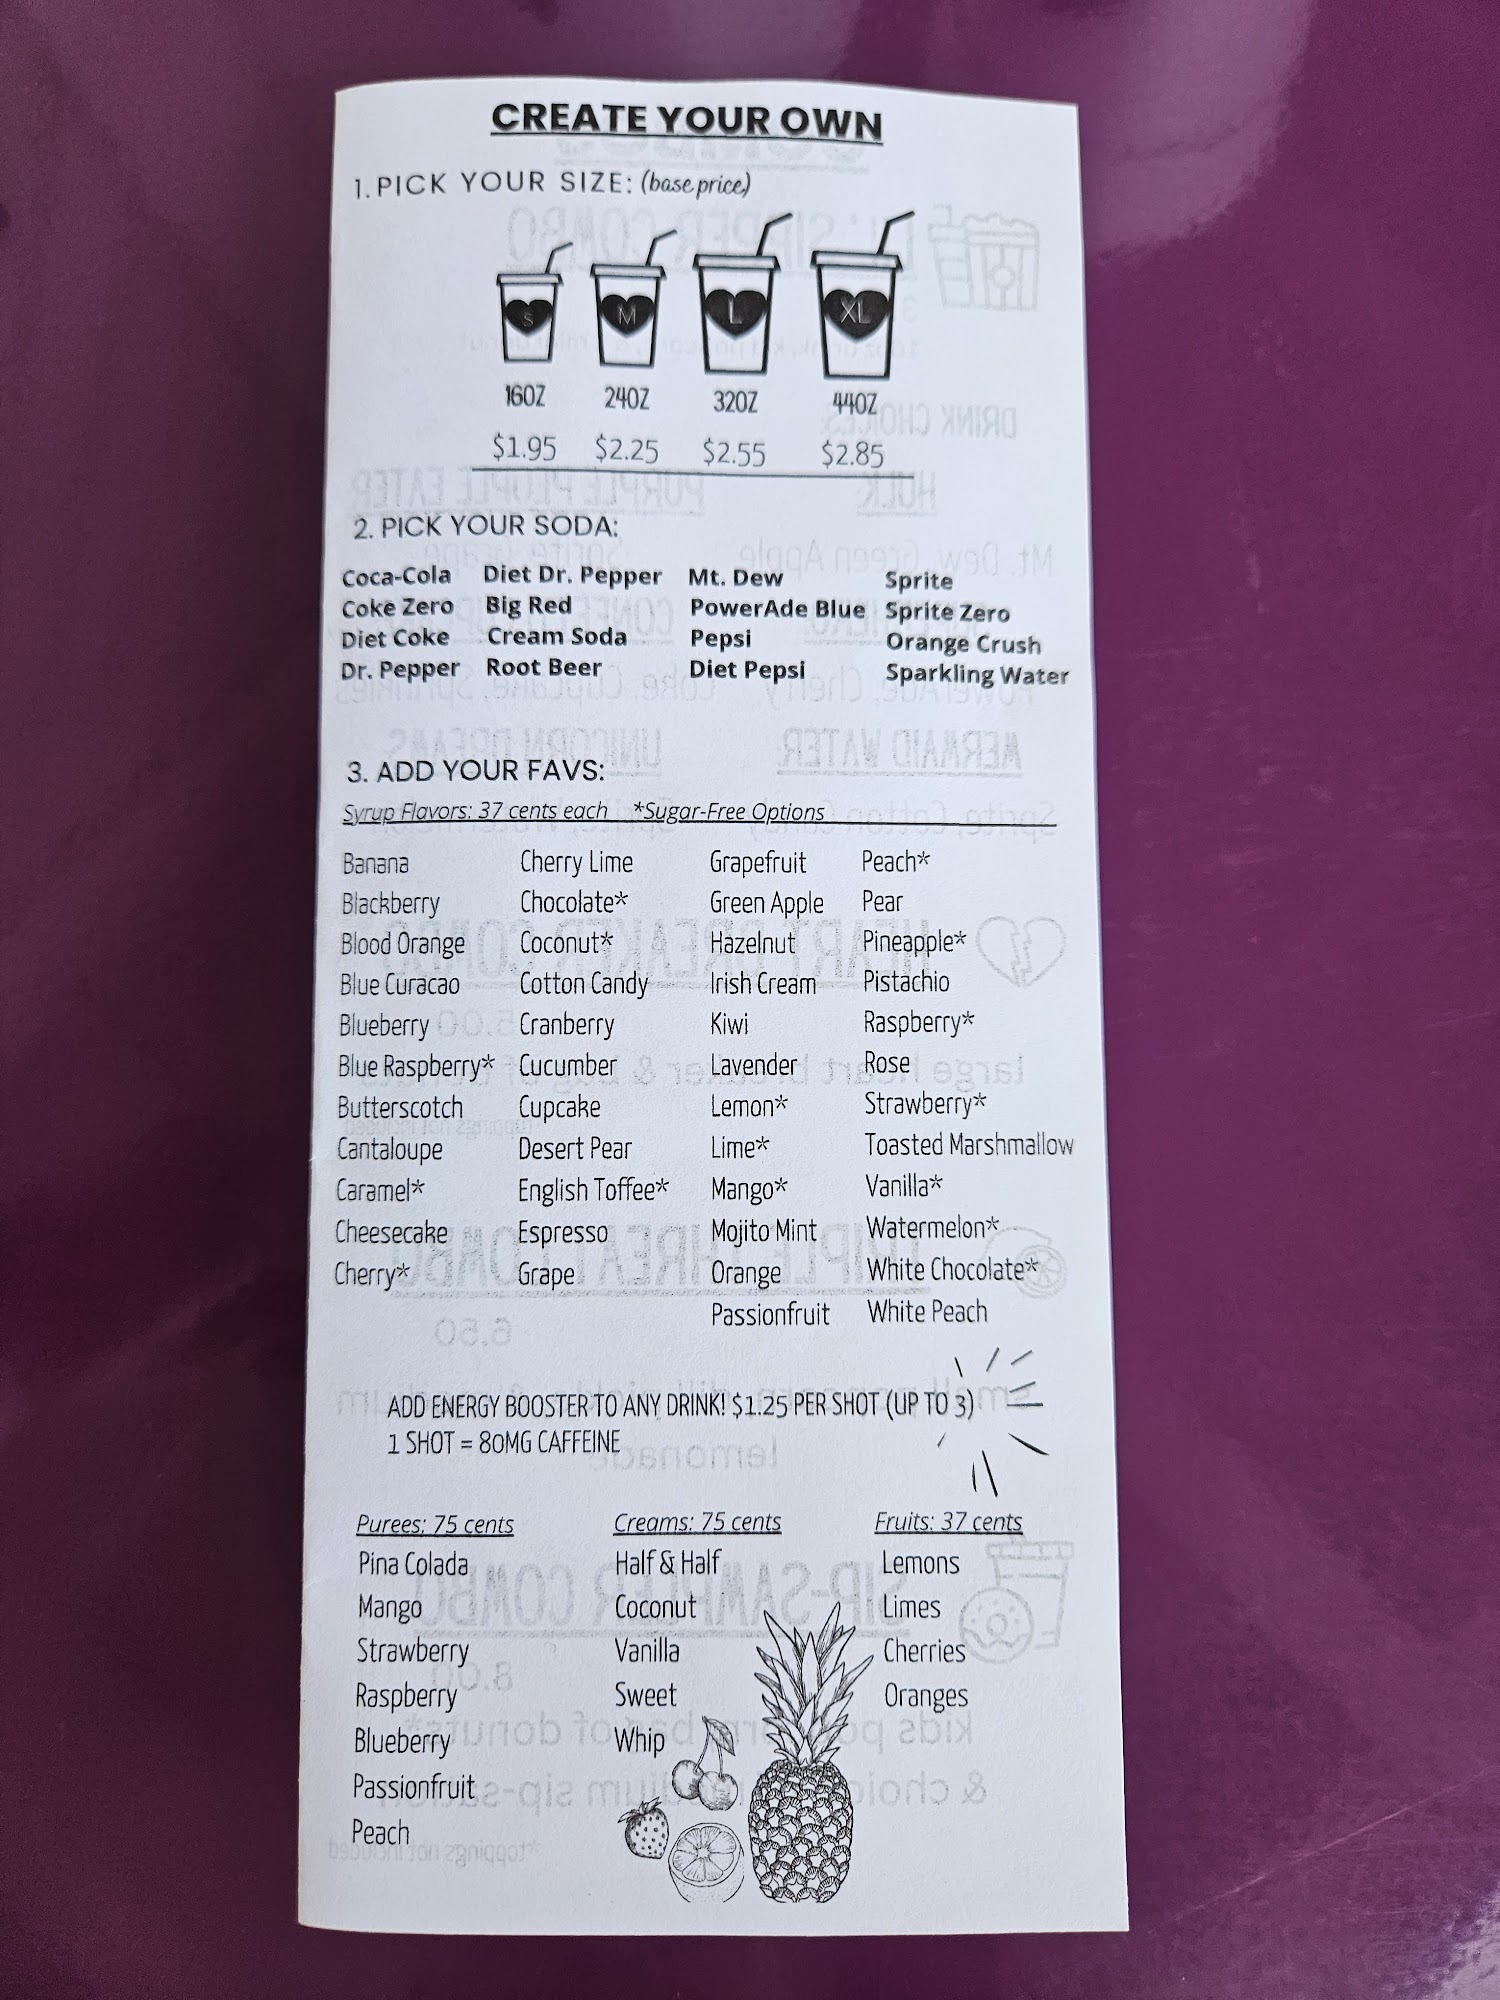 CREATE YOUR OWN
1. PICK YOUR SIZE: (base price)
S M L XL
16OZ 24OZ 32OZ 44OZ
$1.95 $2.25 $2.55 $2.85
2. PICK YOUR SODA:
Coca-Cola Diet Dr. Pepper Mt. Dew Sprite
Coke Zero Big Red PowerAde Blue Sprite Zero
Diet Coke Cream Soda Pepsi Orange Crush
Dr. Pepper Root Beer Diet Pepsi Sparkling Water
3. ADD YOUR FAVS:
Syrup Flavors: 37 cents each *Sugar-Free Options
Banana Cherry Lime Grapefruit Peach*
Blackberry Chocolate* Green Apple Pear
Blood Orange Coconut* Hazelnut Pineapple*
Blue Curacao Cotton Candy Irish Cream Pistachio
Blueberry Cranberry Kiwi Raspberry*
Blue Raspberry* Cucumber Lavender Rose
Butterscotch Cupcake Lemon* Strawberry*
Cantaloupe Desert Pear Lime* Toasted Marshmallow
Caramel* English Toffee* Mango* Vanilla*
Cheesecake Espresso Mojito Mint Watermelon*
Cherry* Grape Orange White Chocolate*
Passionfruit White Peach
ADD ENERGY BOOSTER TO ANY DRINK! $1.25 PER SHOT (UP TO 3)
1 SHOT = 80MG CAFFEINE
Purees: 75 cents Creams: 75 cents Fruits: 37 cents
Pina Colada Half & Half Lemons
Mango Coconut Limes
Strawberry Vanilla Cherries
Raspberry Sweet Oranges
Blueberry Whip
Passionfruit
Peach